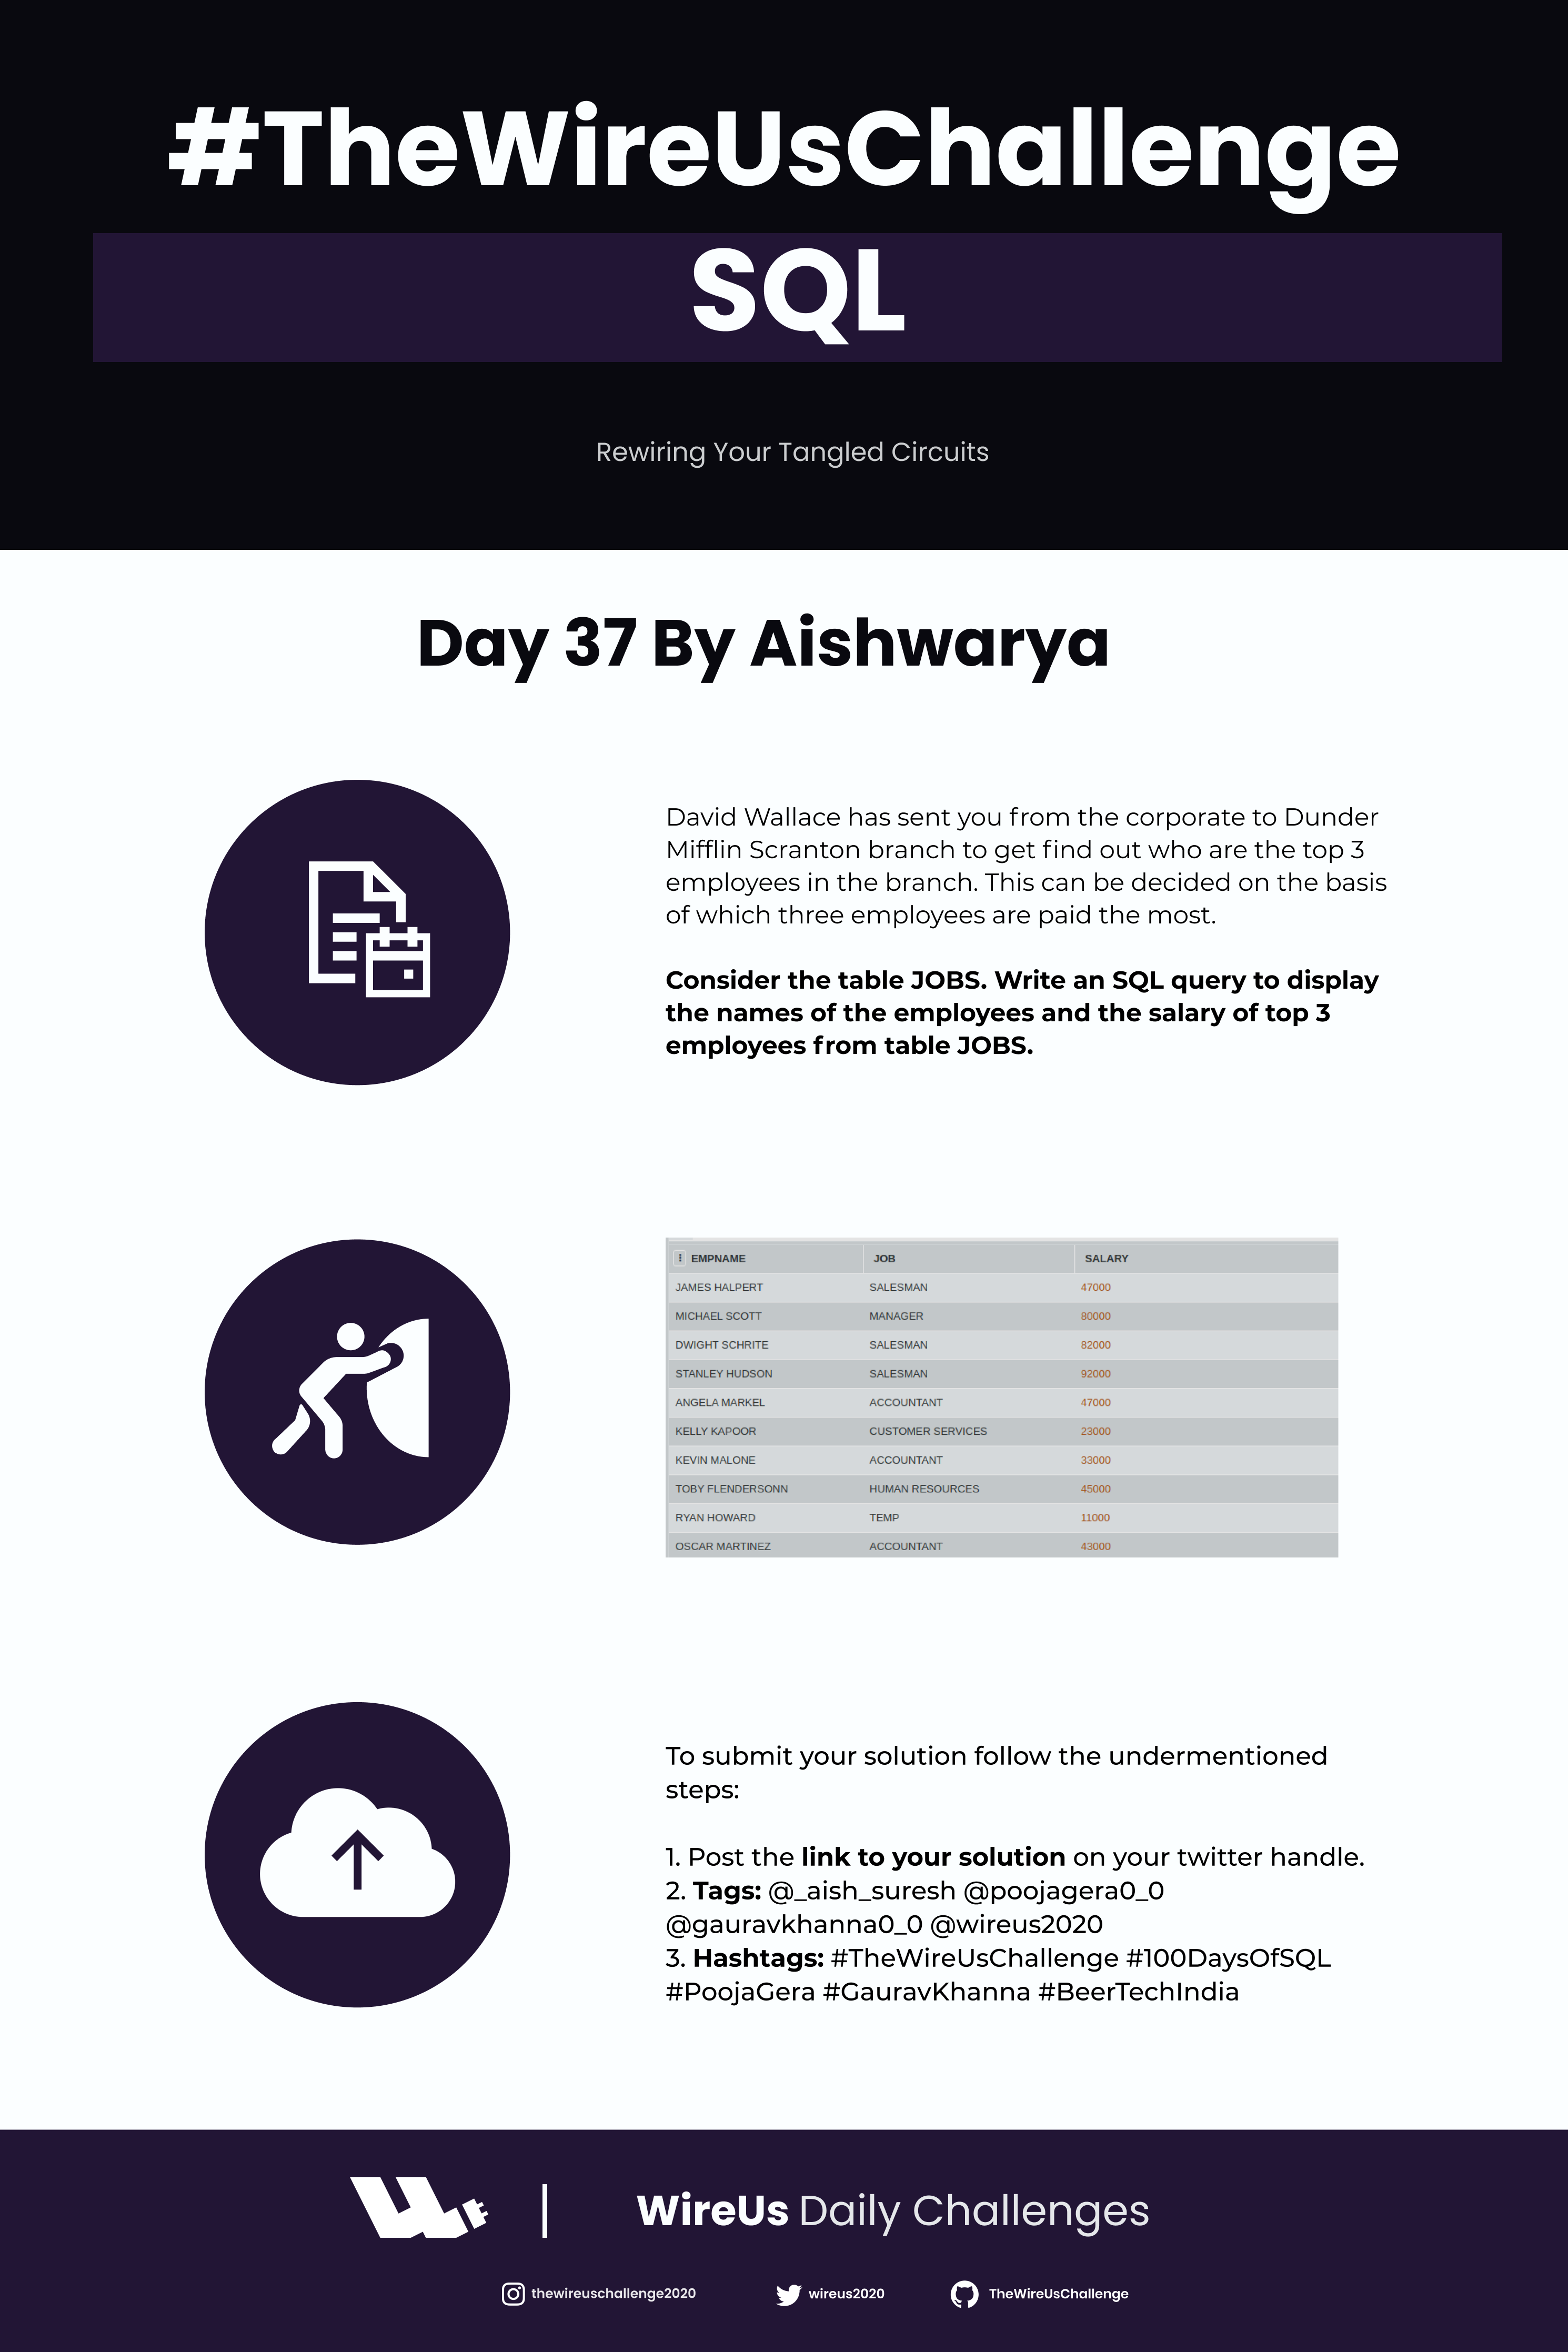 #TheWireUsChallenge
SQL
Rewiring Your Tangled Circuits
Day 37 By Aishwarya
David Wallace has sent you from the corporate to Dunder
Mifflin Scranton branch to get find out who are the top 3
employees in the branch. This can be decided on the basis
of which three employees are paid the most.
Consider the table JOBS. Write an SQL query to display
the names of the employees and the salary of top 3
employees from table JOBS.
EMPNAME JOB SALARY
JAMES HALPERT SALESMAN 47000
MICHAEL SCOTT MANAGER 80000
DWIGHT SCHRITE SALESMAN 82000
STANLEY HUDSON SALESMAN 92000
ANGELA MARKEL ACCOUNTANT 47000
KELLY KAPOOR CUSTOMER SERVICES 23000
KEVIN MALONE ACCOUNTANT 33000
TOBY FLENDERSONN HUMAN RESOURCES 45000
RYAN HOWARD TEMP 11000
OSCAR MARTINEZ ACCOUNTANT 43000
To submit your solution follow the undermentioned
steps:
1. Post the link to your solution on your twitter handle.
2. Tags: @_aish_suresh @poojagera0_0
@gauravkhanna0_0 @wireus2020
3. Hashtags: #TheWireUsChallenge #100DaysOfSQL
#PoojaGera #GauravKhanna #BeerTechIndia
WireUs Daily Challenges
thewireuschallenge2020 wireus2020 TheWireUsChallenge